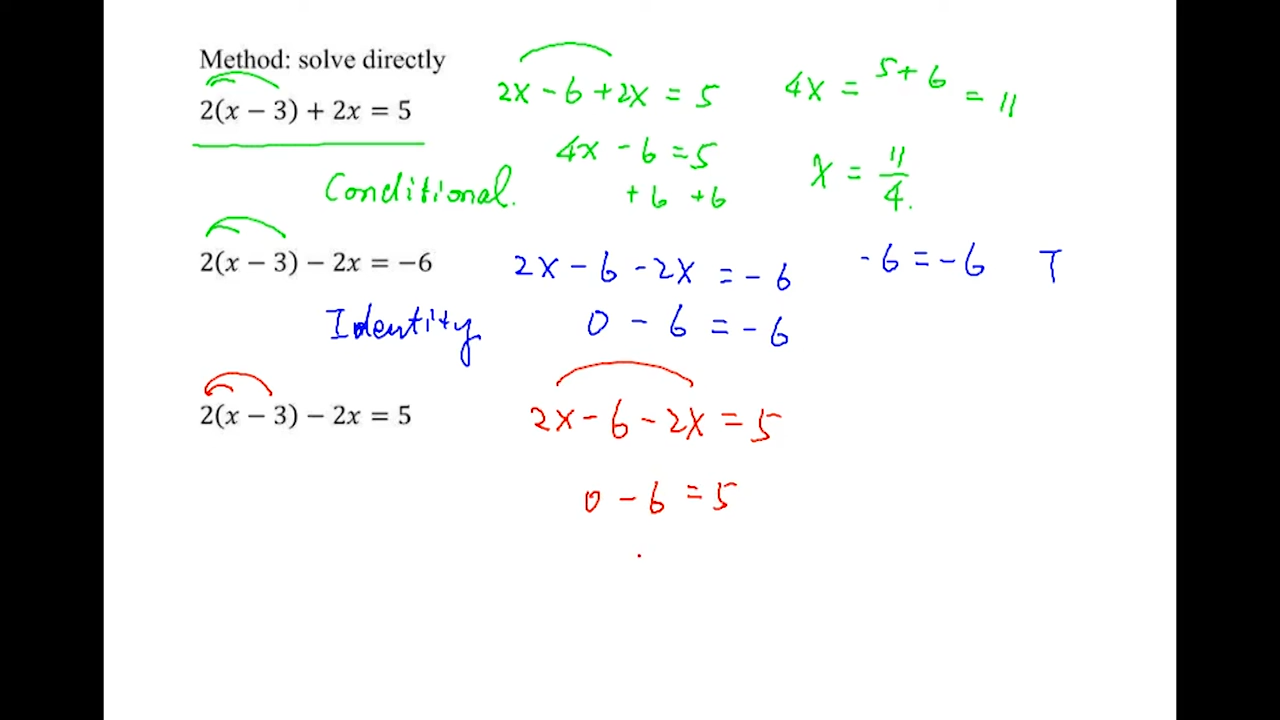 Method: solve directly
2(x − 3) + 2x = 5
2x − 6 + 2x = 5
4x = 5 + 6 = 11
4x − 6 = 5
+ 6 + 6
x = 11/4
Conditional.
2(x − 3) − 2x = −6
2x − 6 − 2x = − 6
- 6 = − 6 T
Identity
0 − 6 = − 6
2(x − 3) − 2x = 5
2x − 6 − 2x = 5
0 − 6 = 5